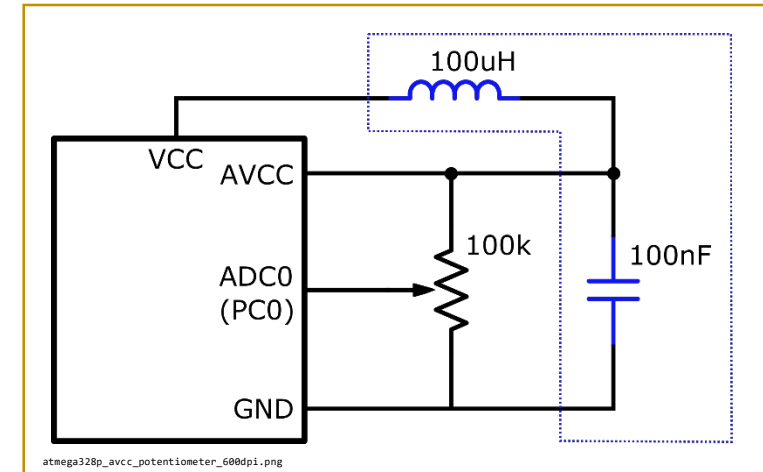 100uH
VCC
AVCC
100k
100nF
ADC0
(PC0)
GND
atmega328p_avcc_potentiometer_600dpi.png